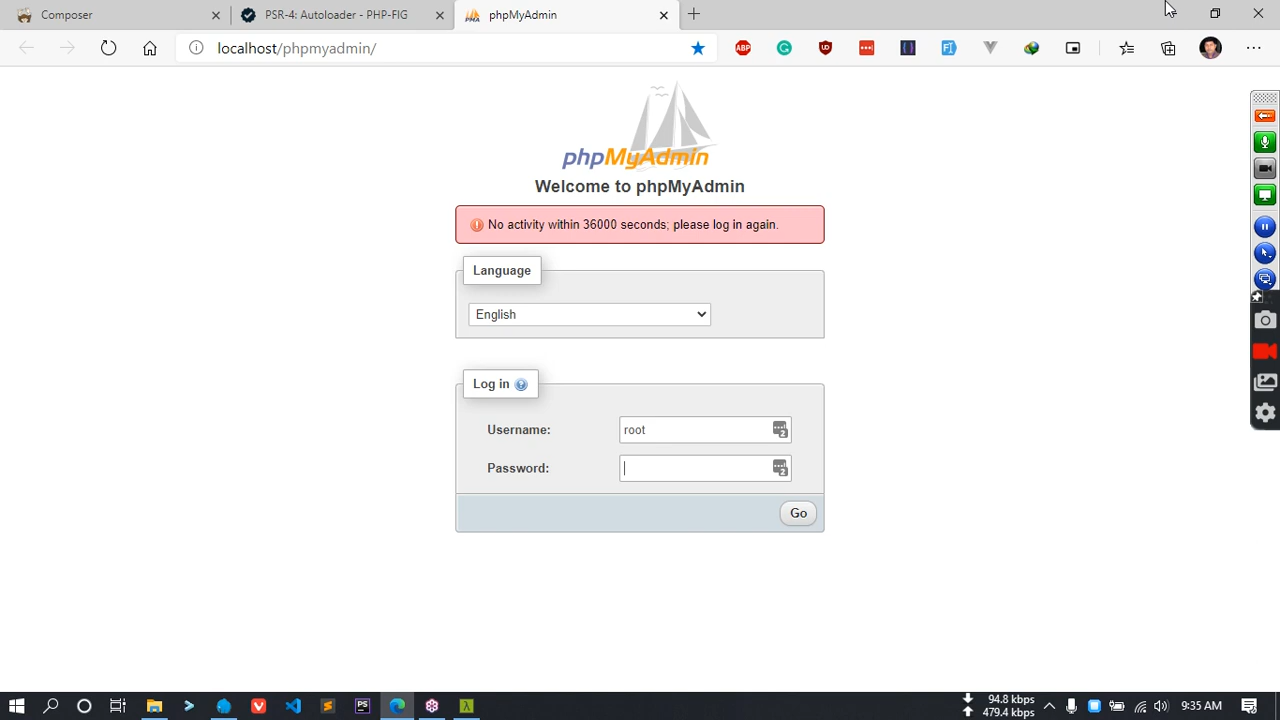 Composer
PSR-4: Autoloader - PHP-FIG
phpMyAdmin
localhost/phpmyadmin/
ABP
phpMyAdmin
Welcome to phpMyAdmin
No activity within 36000 seconds; please log in again.
Language
English
Log in
Username:
root
Password:
Go
PS
94.8 kbps
479.4 kbps
9:35 AM